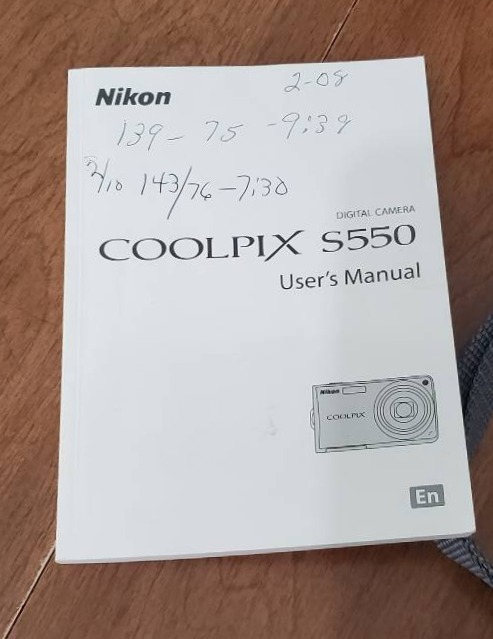 Nikon
2-08
139 - 75 - 9:38
2/10 143/76 - 7:30
DIGITAL CAMERA
COOLPIX S550
User's Manual
Nikon
COOLPIX
En